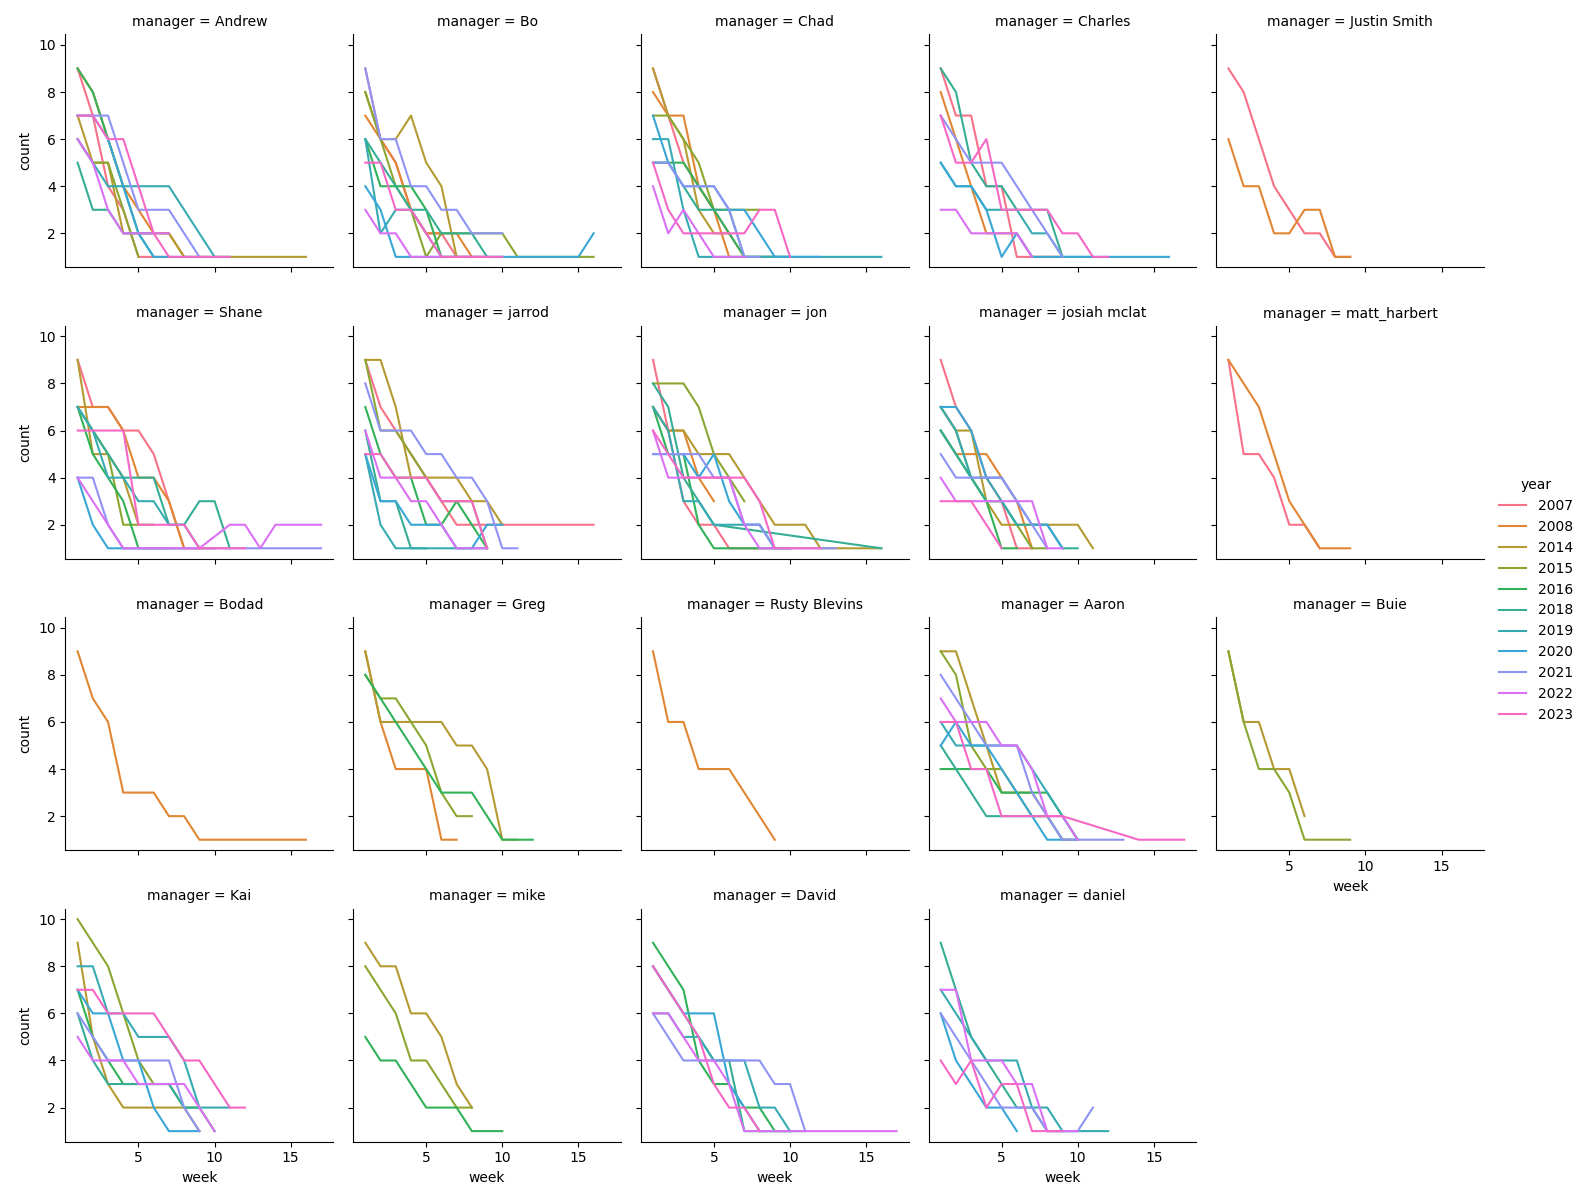 manager = Andrew
manager = Bo
manager = Chad
manager = Charles
manager = Justin Smith
10
8
6
4
2
count
manager = Shane
manager = jarrod
manager = jon
manager = josiah mclat
manager = matt_harbert
10
8
6
4
2
count
manager = Bodad
manager = Greg
manager = Rusty Blevins
manager = Aaron
manager = Buie
10
8
6
4
2
count
5 10 15
week
manager = Kai
manager = mike
manager = David
manager = daniel
10
8
6
4
2
count
5 10 15
week
5 10 15
week
5 10 15
week
5 10 15
week
year
2007
2008
2014
2015
2016
2018
2019
2020
2021
2022
2023